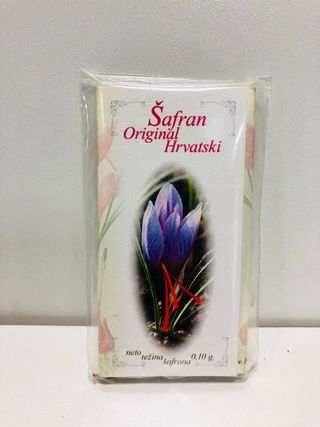 Šafran
Original
Hrvatski
neto
težina
šafrana 0,10 g.